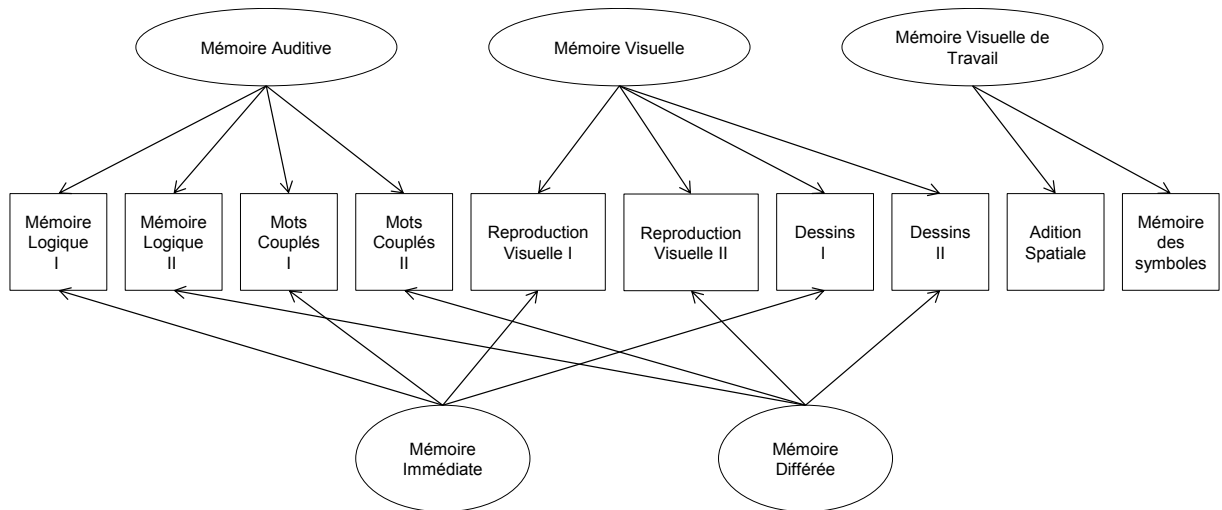 Mémoire Auditive
Mémoire Visuelle
Mémoire Visuelle de
Travail
Mémoire
Logique
I
Mémoire
Logique
II
Mots
Couplés
I
Mots
Couplés
II
Reproduction
Visuelle I
Reproduction
Visuelle II
Dessins
I
Dessins
II
Adition
Spatiale
Mémoire
des
symboles
Mémoire
Immédiate
Mémoire
Différée